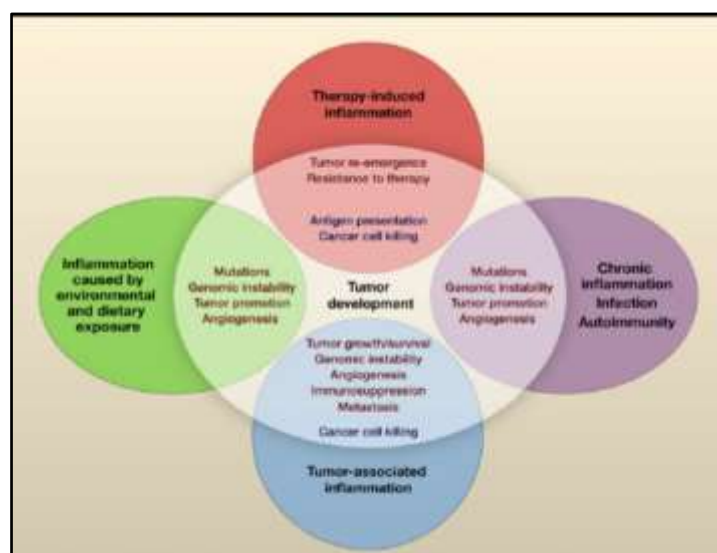 Therapy-induced
inflammation
Tumor re-emergence
Resistance to therapy
Antigen presentation
Cancer cell killing
Inflammation
caused by
environmental
and dietary
exposure
Mutations
Genomic instability
Tumor promotion
Angiogenesis
Tumor
development
Mutations
Genomic instability
Tumor promotion
Angiogenesis
Chronic
inflammation
Infection
Autoimmunity
Tumor growth/survival
Genomic instability
Angiogenesis
Immunosuppression
Metastasis
Cancer cell killing
Tumor-associated
inflammation